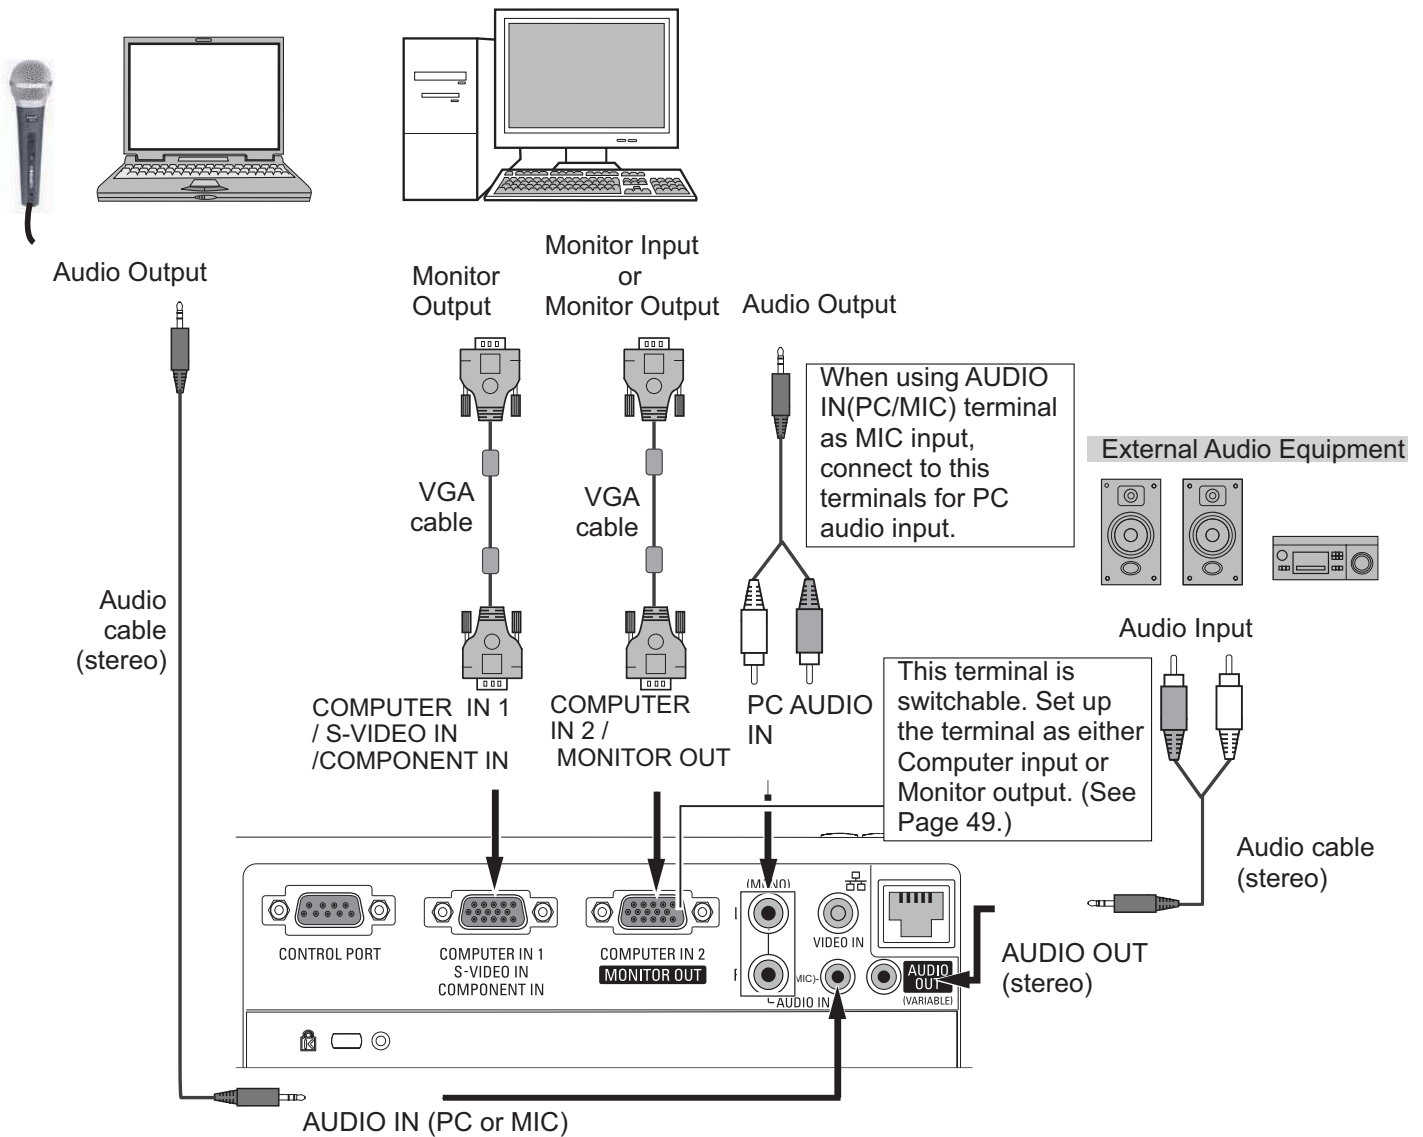 Audio Output
Monitor
Output
Monitor Input
or
Monitor Output
Audio Output
When using AUDIO
IN(PC/MIC) terminal
as MIC input,
connect to this
terminals for PC
audio input.
External Audio Equipment
VGA
cable
VGA
cable
Audio
cable
(stereo)
Audio Input
This terminal is
switchable. Set up
the terminal as either
Computer input or
Monitor output. (See
Page 49.)
COMPUTER IN 1
/ S-VIDEO IN
/COMPONENT IN
COMPUTER
IN 2 /
MONITOR OUT
PC AUDIO
IN
Audio cable
(stereo)
(MONO)
CONTROL PORT
COMPUTER IN 1
S-VIDEO IN
COMPONENT IN
COMPUTER IN 2
MONITOR OUT
VIDEO IN
MIC)
AUDIO IN
AUDIO
OUT
(VARIABLE)
AUDIO OUT
(stereo)
K
AUDIO IN (PC or MIC)